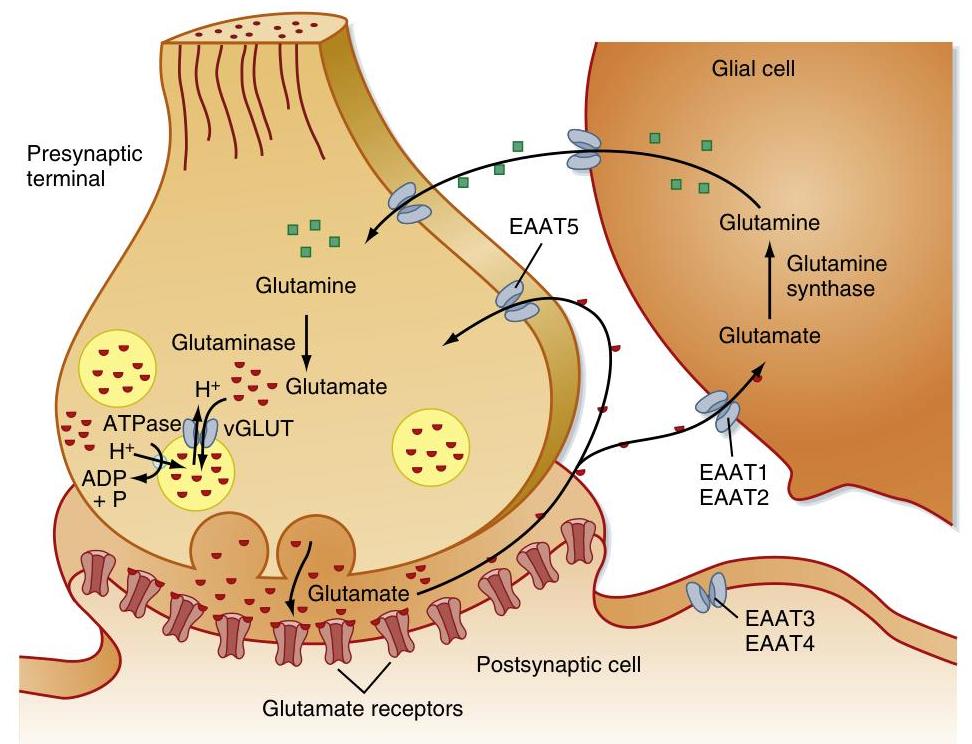 Glial cell
Presynaptic
terminal
EAAT5
Glutamine
Glutamine
synthase
Glutamate
Glutamine
Glutaminase
Glutamate
H+
ATPase
vGLUT
H+
ADP
+ P
EAAT1
EAAT2
Glutamate
EAAT3
EAAT4
Postsynaptic cell
Glutamate receptors